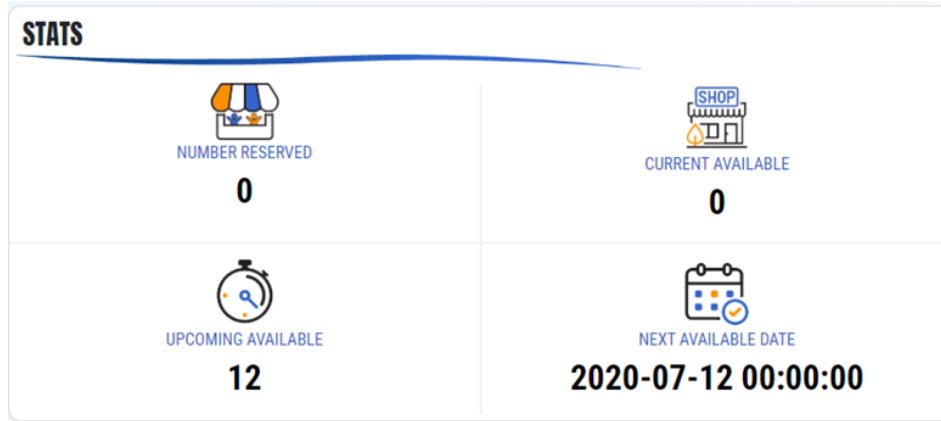 STATS
NUMBER RESERVED
0
SHOP
CURRENT AVAILABLE
0
UPCOMING AVAILABLE
12
NEXT AVAILABLE DATE
2020-07-12 00:00:00